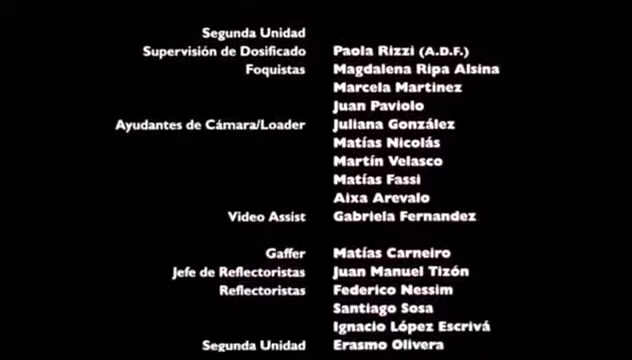 Segunda Unidad
Supervisión de Dosificado Paola Rizzi (A.D.F.)
Foquistas Magdalena Ripa Alsina
Marcela Martinez
Juan Paviolo
Ayudantes de Cámara/Loader Juliana González
Matías Nicolás
Martín Velasco
Matías Fassi
Aixa Arevalo
Video Assist Gabriela Fernandez
Gaffer Matías Carneiro
Jefe de Reflectoristas Juan Manuel Tizón
Reflectoristas Federico Nessim
Santiago Sosa
Ignacio López Escrivá
Segunda Unidad Erasmo Olivera